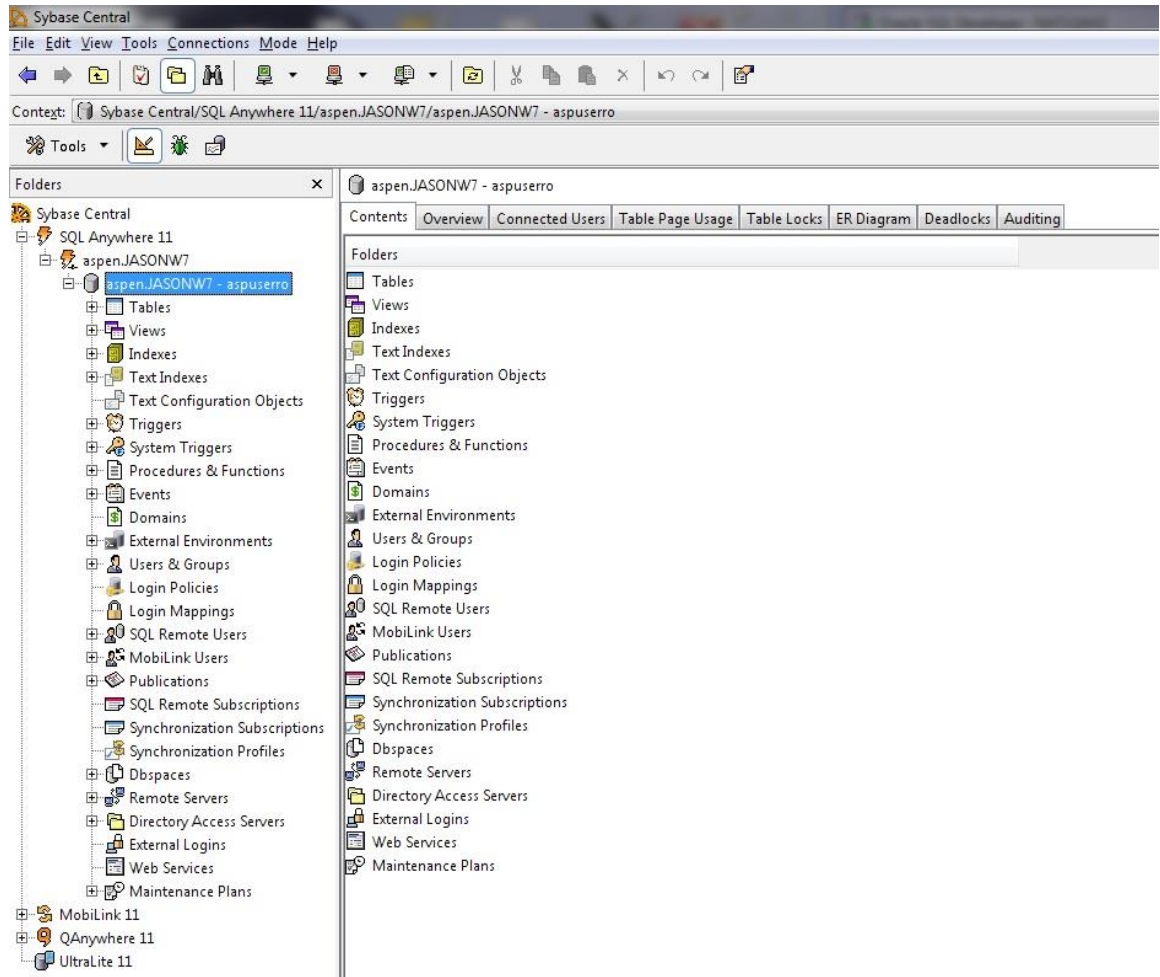 Sybase Central
File Edit View Tools Connections Mode Help
Context: Sybase Central/SQL Anywhere 11/aspen.JASONW7/aspen.JASONW7 - aspuserro
Tools
Folders
Sybase Central
SQL Anywhere 11
aspen.JASONW7
aspen.JASONW7 - aspuserro
Tables
Views
Indexes
Text Indexes
Text Configuration Objects
Triggers
System Triggers
Procedures & Functions
Events
Domains
External Environments
Users & Groups
Login Policies
Login Mappings
SQL Remote Users
MobiLink Users
Publications
SQL Remote Subscriptions
Synchronization Subscriptions
Synchronization Profiles
Dbspaces
Remote Servers
Directory Access Servers
External Logins
Web Services
Maintenance Plans
MobiLink 11
QAnywhere 11
UltraLite 11
aspen.JASONW7 - aspuserro
Contents Overview Connected Users Table Page Usage Table Locks ER Diagram Deadlocks Auditing
Folders
Tables
Views
Indexes
Text Indexes
Text Configuration Objects
Triggers
System Triggers
Procedures & Functions
Events
Domains
External Environments
Users & Groups
Login Policies
Login Mappings
SQL Remote Users
MobiLink Users
Publications
SQL Remote Subscriptions
Synchronization Subscriptions
Synchronization Profiles
Dbspaces
Remote Servers
Directory Access Servers
External Logins
Web Services
Maintenance Plans